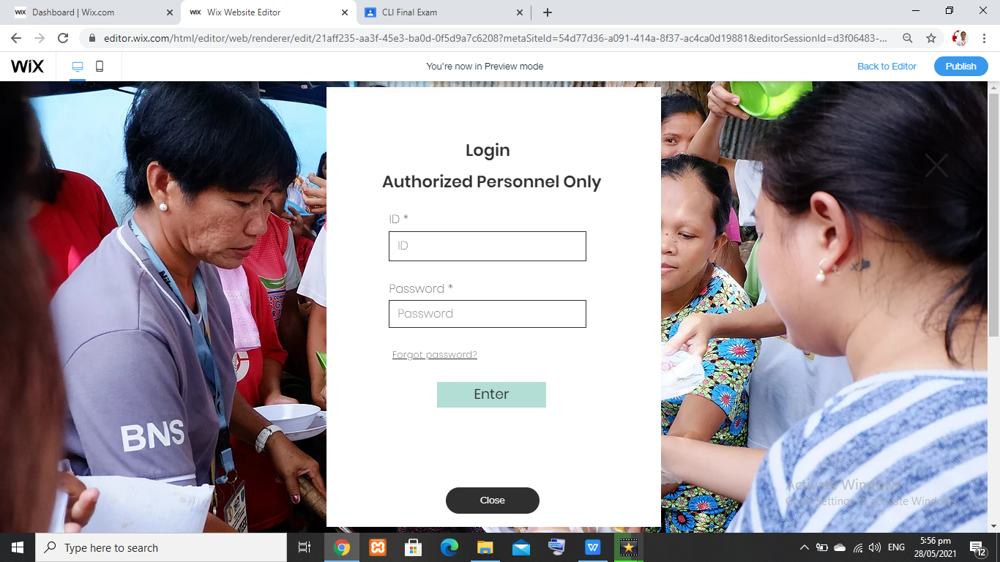 WiX Dashboard | Wix.com
WiX Wix Website Editor
CLI Final Exam
editor.wix.com/html/editor/web/renderer/edit/21aff235-aa3f-45e3-ba0d-0f5d9a7c6208?metaSiteId=54d77d36-a091-414a-8f37-ac4ca0d19881&editorSessionId=d3f06483-...
WiX
You're now in Preview mode
Back to Editor
Publish
Login
Authorized Personnel Only
ID *
ID
Password *
Password
Forgot password?
Enter
Close
BNS
Activate Windows
Go to Settings to activate Windows.
Type here to search
ENG
5:56 pm
28/05/2021
12